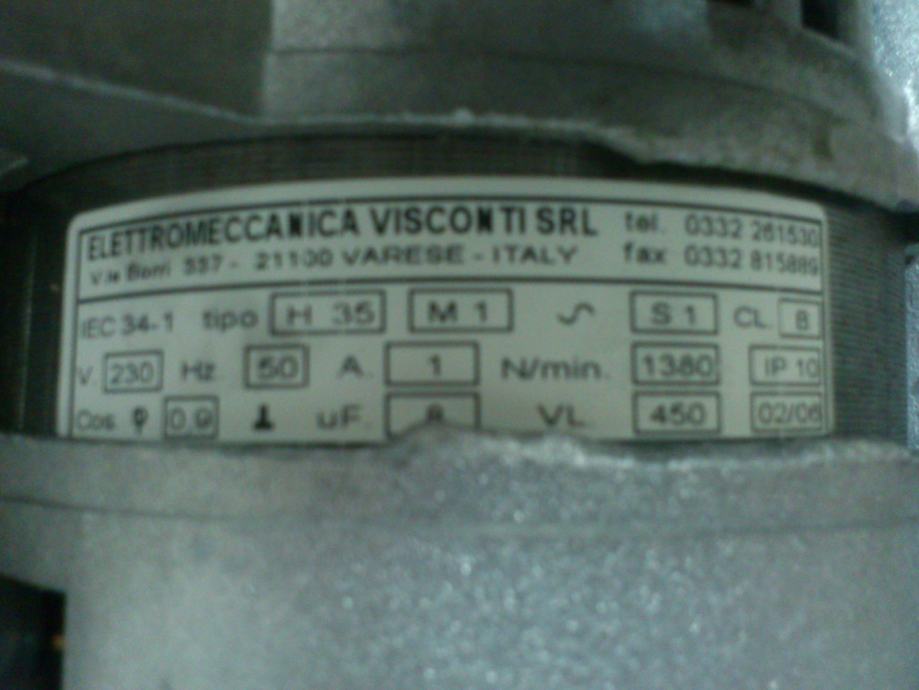 ELETTROMECCANICA VISCONTI SRL tel. 0332 261530
V.le Borri 337 - 21100 VARESE - ITALY fax 0332 815889
IEC 34-1 tipo H 35 M 1 S 1 CL. B
V. 230 Hz 50 A. 1 N/min. 1380 IP 10
Cos φ 0.9 uF. 8 VL 450 02/06